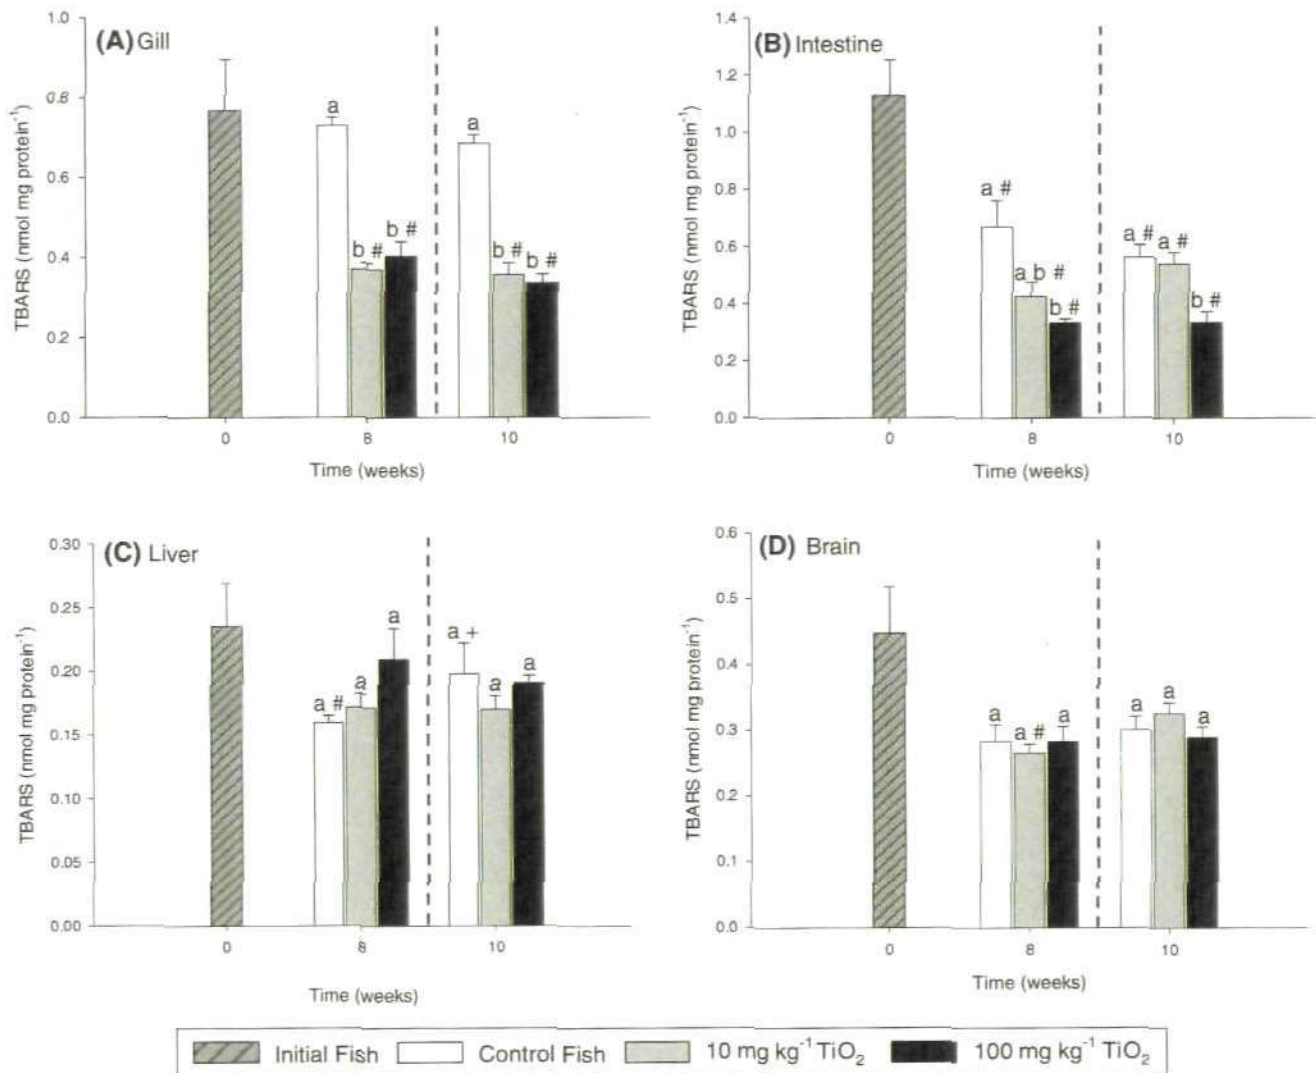 (A) Gill
TBARS (nmol mg protein⁻¹)
1.0
0.8
0.6
0.4
0.2
0.0
a
b #
b #
a
b #
b #
0
8
10
Time (weeks)
(B) Intestine
TBARS (nmol mg protein⁻¹)
1.4
1.2
1.0
0.8
0.6
0.4
0.2
0.0
a #
a b #
b #
a #
a #
b #
0
8
10
Time (weeks)
(C) Liver
TBARS (nmol mg protein⁻¹)
0.30
0.25
0.20
0.15
0.10
0.05
0.00
a #
a
a
a +
a
a
0
8
10
Time (weeks)
(D) Brain
TBARS (nmol mg protein⁻¹)
0.6
0.5
0.4
0.3
0.2
0.1
0.0
a
a #
a
a
a
a
0
8
10
Time (weeks)
Initial Fish Control Fish 10 mg kg⁻¹ TiO₂ 100 mg kg⁻¹ TiO₂